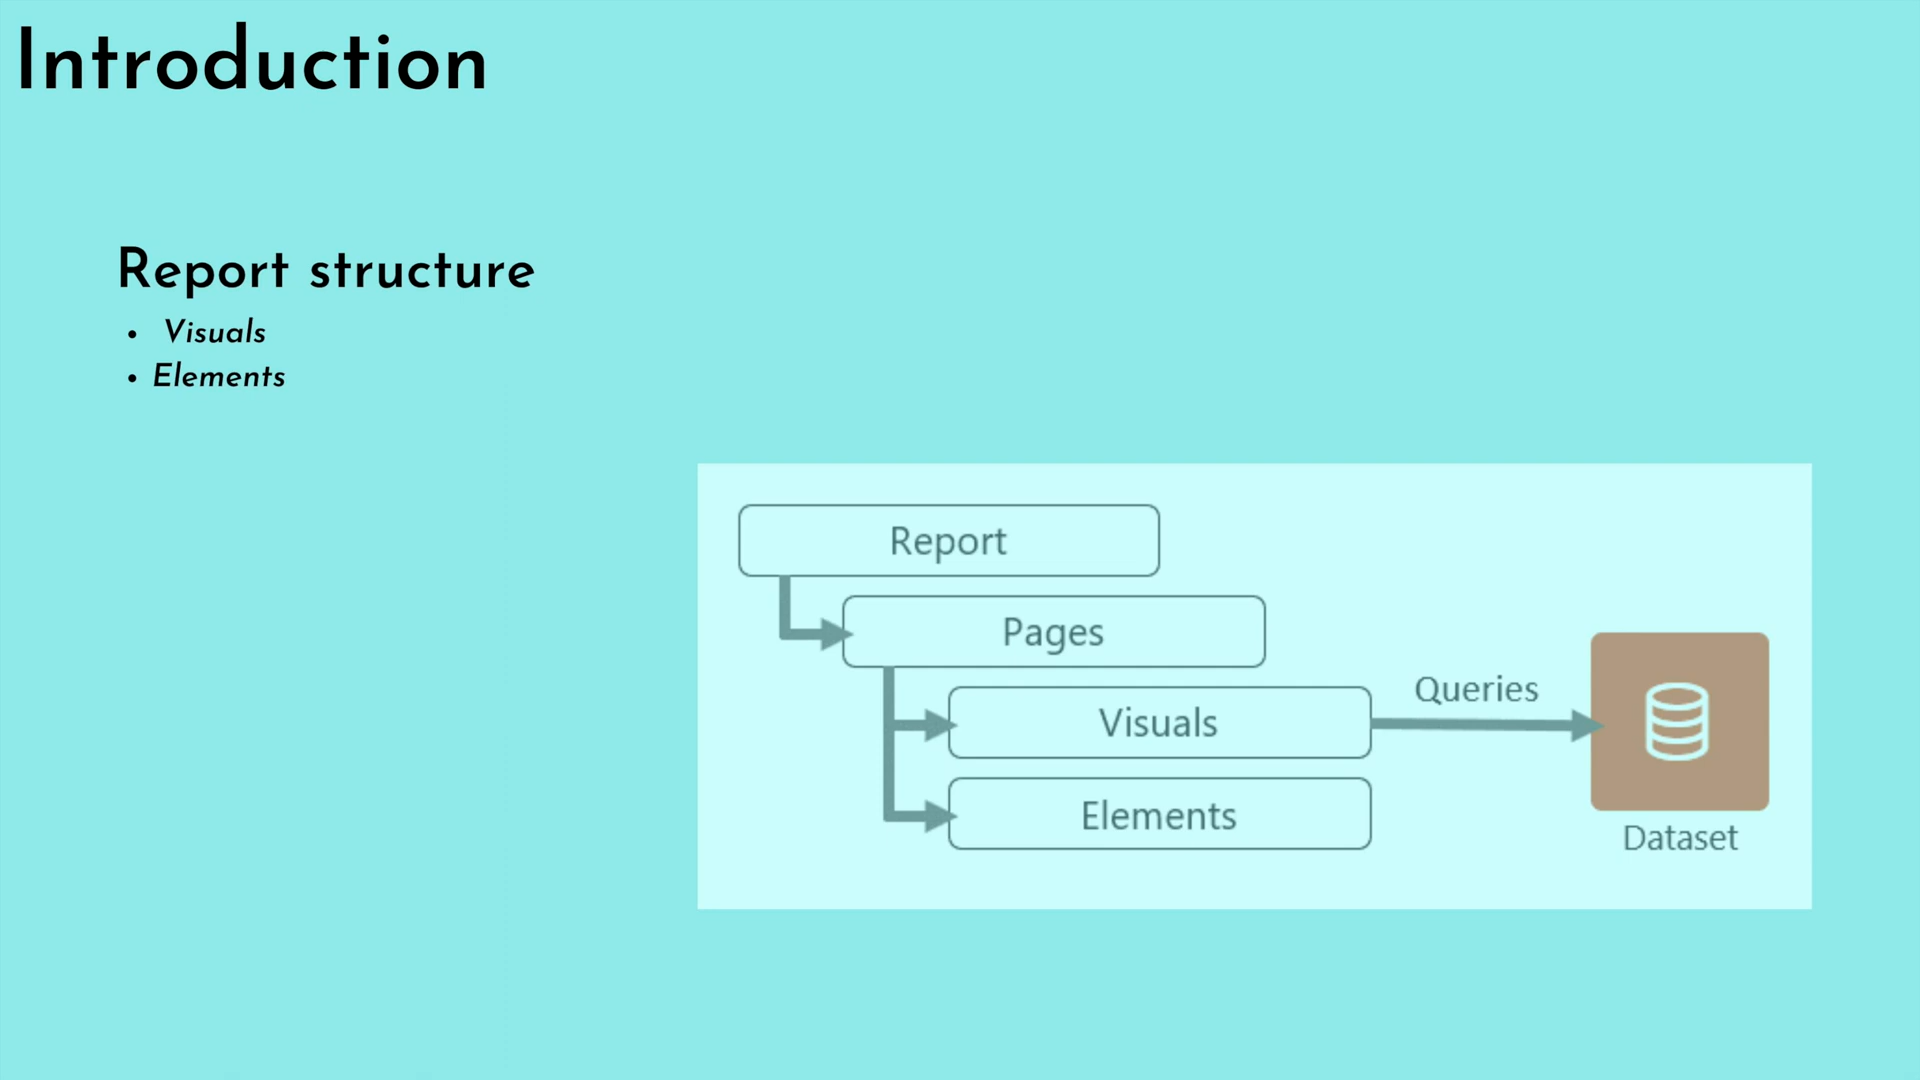 Introduction
Report structure
• Visuals
• Elements
Report
Pages
Visuals
Queries
Elements
Dataset